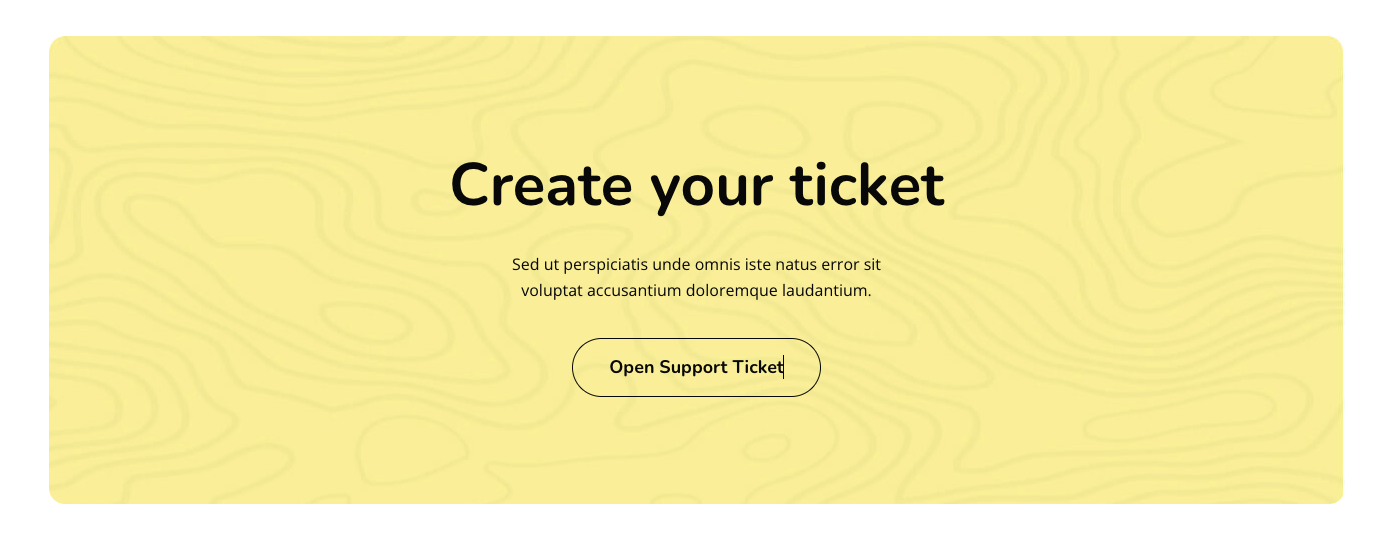 Create your ticket
Sed ut perspiciatis unde omnis iste natus error sit
voluptat accusantium doloremque laudantium.
Open Support Ticket